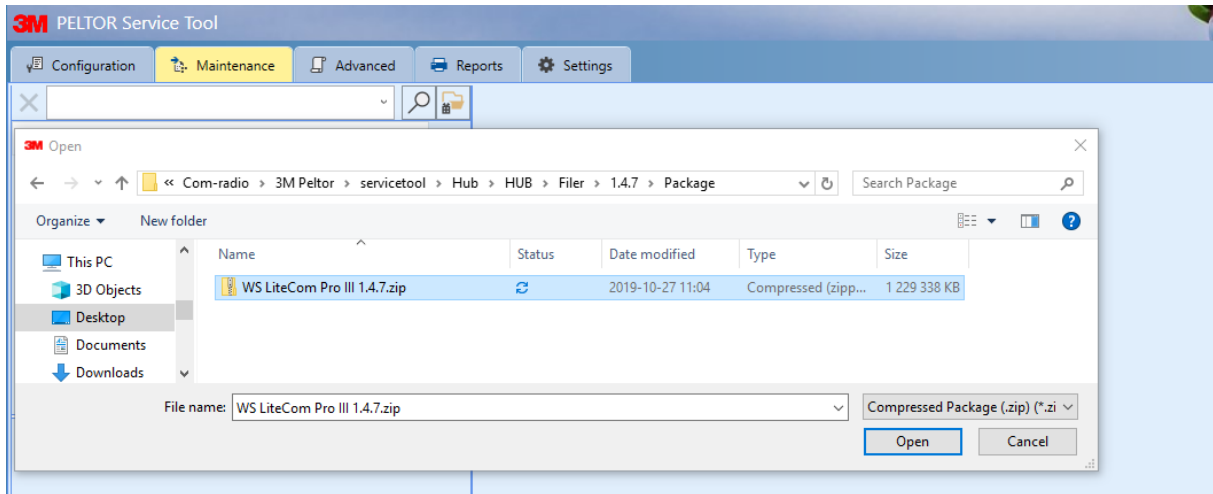 3M PELTOR Service Tool
Configuration Maintenance Advanced Reports Settings
3M Open
« Com-radio > 3M Peltor > servicetool > Hub > HUB > Filer > 1.4.7 > Package Search Package
Organize New folder
Name Status Date modified Type Size
This PC
3D Objects
WS LiteCom Pro III 1.4.7.zip 2019-10-27 11:04 Compressed (zipp... 1 229 338 KB
Desktop
Documents
Downloads
File name: WS LiteCom Pro III 1.4.7.zip Compressed Package (.zip) (*.zi
Open Cancel